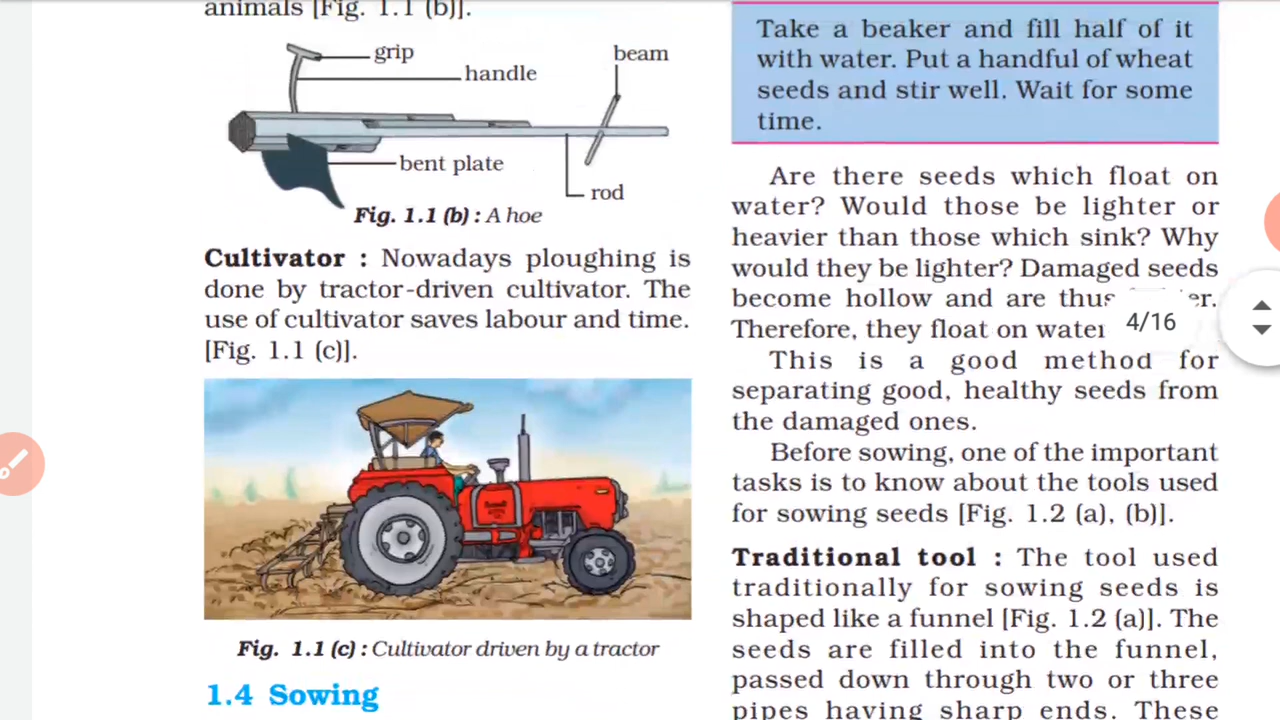 animals [Fig. 1.1 (b)].
grip
handle
beam
bent plate
rod
Fig. 1.1 (b) : A hoe
Cultivator : Nowadays ploughing is
done by tractor-driven cultivator. The
use of cultivator saves labour and time.
[Fig. 1.1 (c)].
Fig. 1.1 (c) : Cultivator driven by a tractor
1.4 Sowing
Take a beaker and fill half of it
with water. Put a handful of wheat
seeds and stir well. Wait for some
time.
Are there seeds which float on
water? Would those be lighter or
heavier than those which sink? Why
would they be lighter? Damaged seeds
become hollow and are thus
Therefore, they float on water
4/16
This is a good method for
separating good, healthy seeds from
the damaged ones.
Before sowing, one of the important
tasks is to know about the tools used
for sowing seeds [Fig. 1.2 (a), (b)].
Traditional tool : The tool used
traditionally for sowing seeds is
shaped like a funnel [Fig. 1.2 (a)]. The
seeds are filled into the funnel,
passed down through two or three
pipes having sharp ends. These